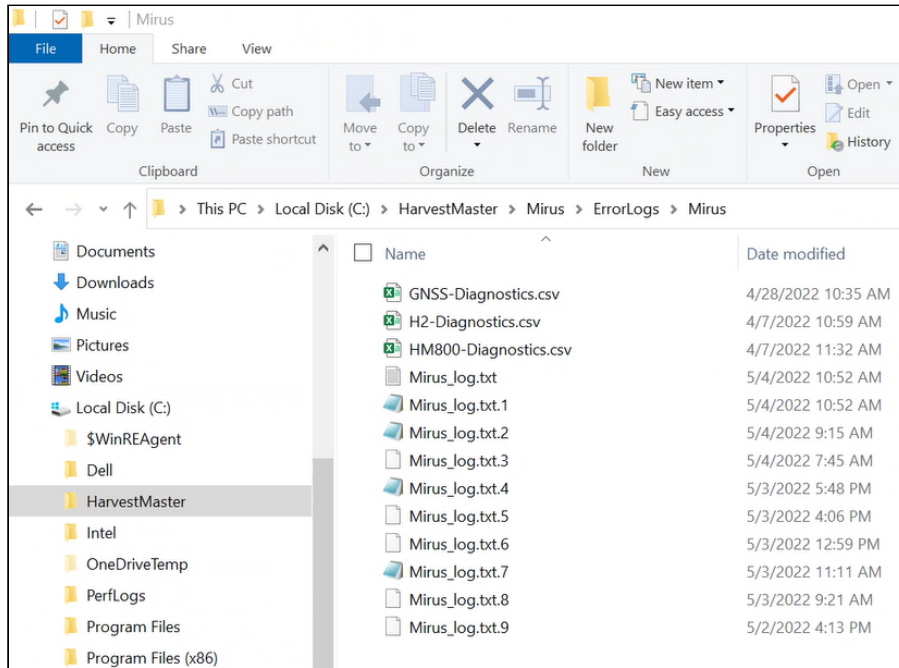 Mirus
File Home Share View
Pin to Quick access
Copy
Paste
Cut
Copy path
Paste shortcut
Clipboard
Move to
Copy to
Delete
Rename
Organize
New folder
New item
Easy access
New
Properties
Open
Edit
History
Open
This PC > Local Disk (C:) > HarvestMaster > Mirus > ErrorLogs > Mirus
Documents
Downloads
Music
Pictures
Videos
Local Disk (C:)
$WinREAgent
Dell
HarvestMaster
Intel
OneDriveTemp
PerfLogs
Program Files
Program Files (x86)
Name Date modified
GNSS-Diagnostics.csv 4/28/2022 10:35 AM
H2-Diagnostics.csv 4/7/2022 10:59 AM
HM800-Diagnostics.csv 4/7/2022 11:32 AM
Mirus_log.txt 5/4/2022 10:52 AM
Mirus_log.txt.1 5/4/2022 10:52 AM
Mirus_log.txt.2 5/4/2022 9:15 AM
Mirus_log.txt.3 5/4/2022 7:45 AM
Mirus_log.txt.4 5/3/2022 5:48 PM
Mirus_log.txt.5 5/3/2022 4:06 PM
Mirus_log.txt.6 5/3/2022 12:59 PM
Mirus_log.txt.7 5/3/2022 11:11 AM
Mirus_log.txt.8 5/3/2022 9:21 AM
Mirus_log.txt.9 5/2/2022 4:13 PM